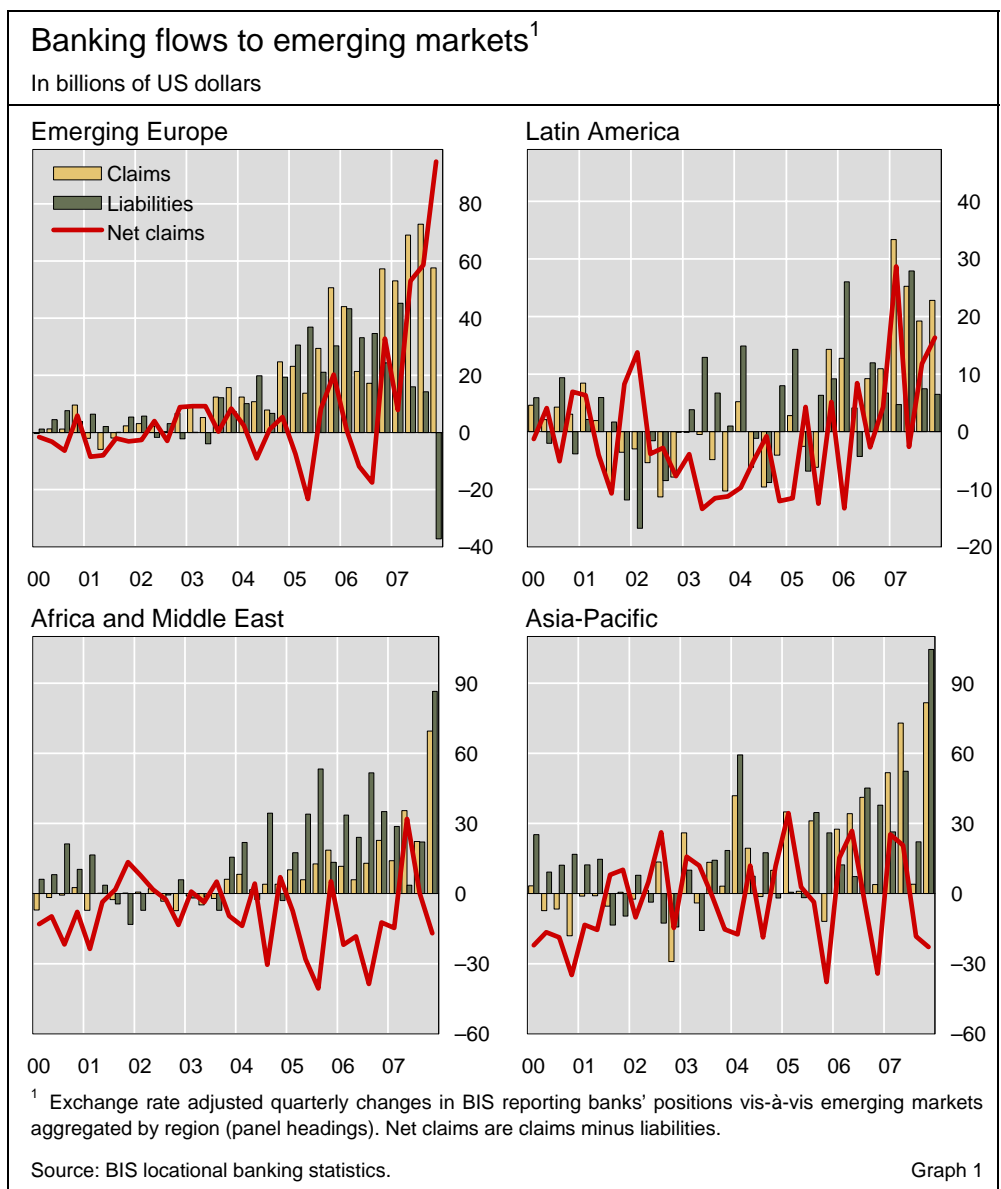 Banking flows to emerging markets1
In billions of US dollars
Emerging Europe
Claims
Liabilities
Net claims
80
60
40
20
0
–20
–40
00 01 02 03 04 05 06 07
Latin America
40
30
20
10
0
–10
–20
00 01 02 03 04 05 06 07
Africa and Middle East
90
60
30
0
–30
–60
00 01 02 03 04 05 06 07
Asia-Pacific
90
60
30
0
–30
–60
00 01 02 03 04 05 06 07
1 Exchange rate adjusted quarterly changes in BIS reporting banks’ positions vis-à-vis emerging markets
aggregated by region (panel headings). Net claims are claims minus liabilities.
Source: BIS locational banking statistics. Graph 1